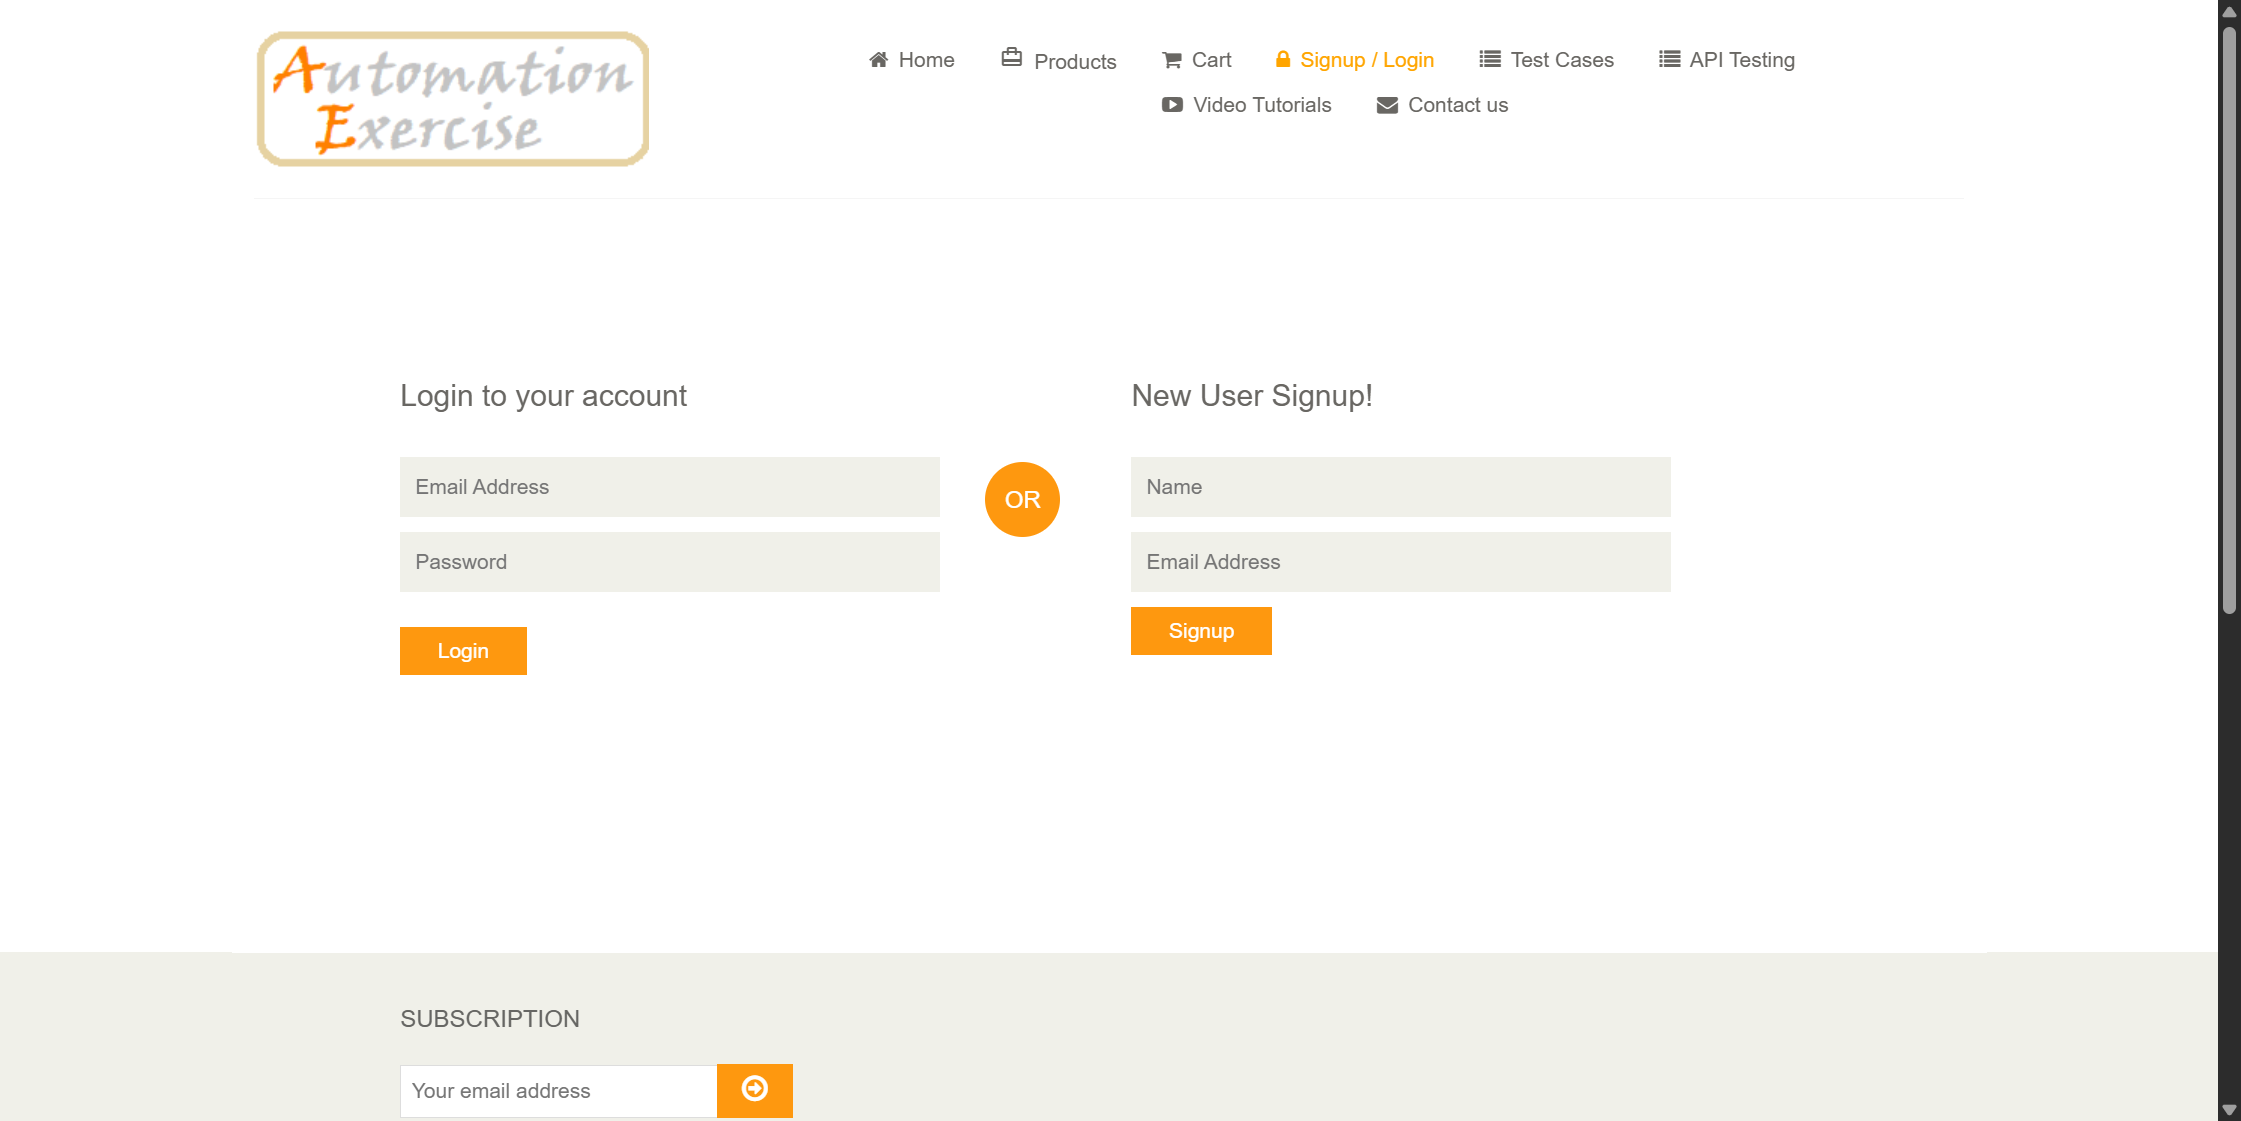 Automation
Exercise
Home Products Cart Signup / Login Test Cases API Testing
Video Tutorials Contact us
Login to your account
Email Address
Password
Login
OR
New User Signup!
Name
Email Address
Signup
SUBSCRIPTION
Your email address